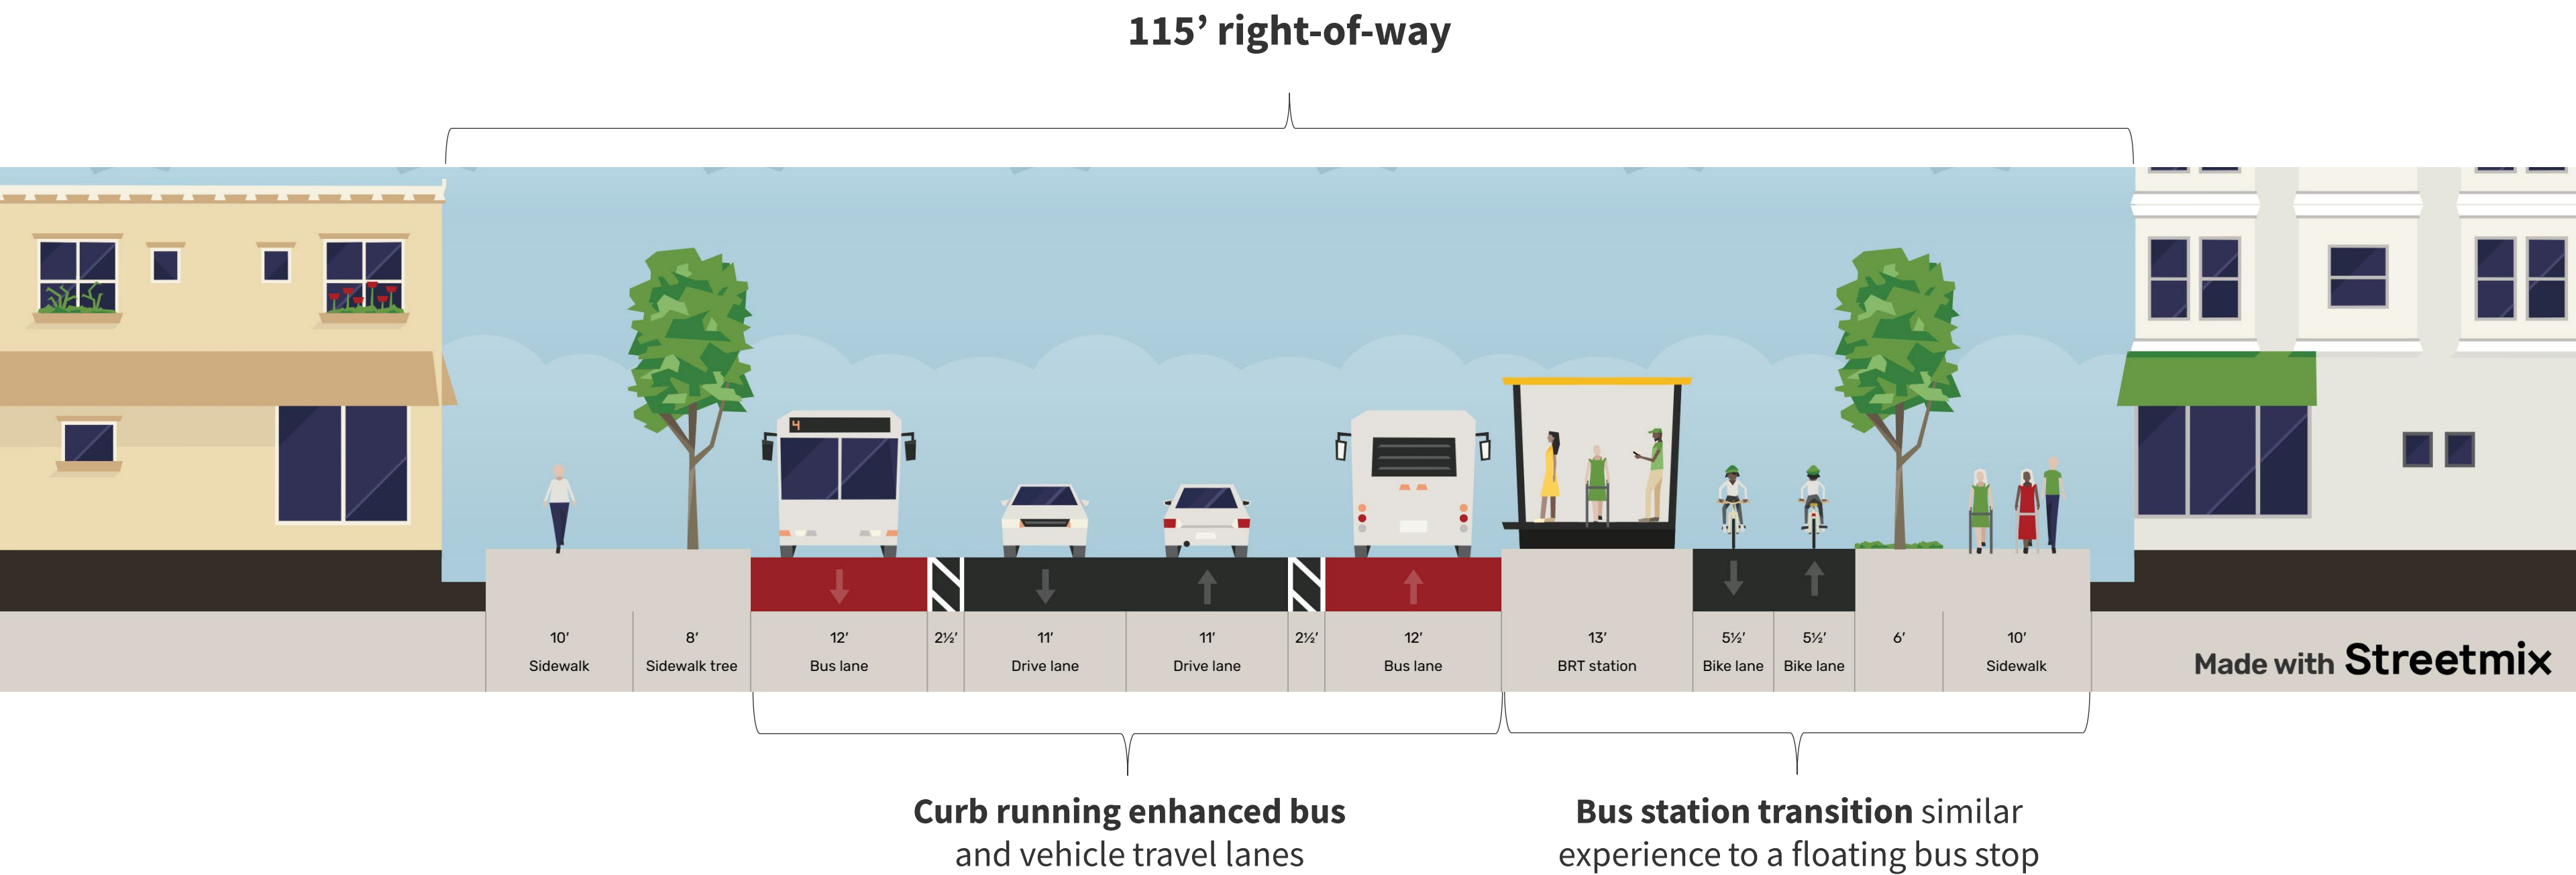 115’ right-of-way
4
10’ 8’ 12’ 2½’ 11’ 11’ 2½’ 12’ 13’ 5½’ 5½’ 6’ 10’
Sidewalk Sidewalk tree Bus lane Drive lane Drive lane Bus lane BRT station Bike lane Bike lane Sidewalk
Made with Streetmix
Curb running enhanced bus
and vehicle travel lanes
Bus station transition similar
experience to a floating bus stop